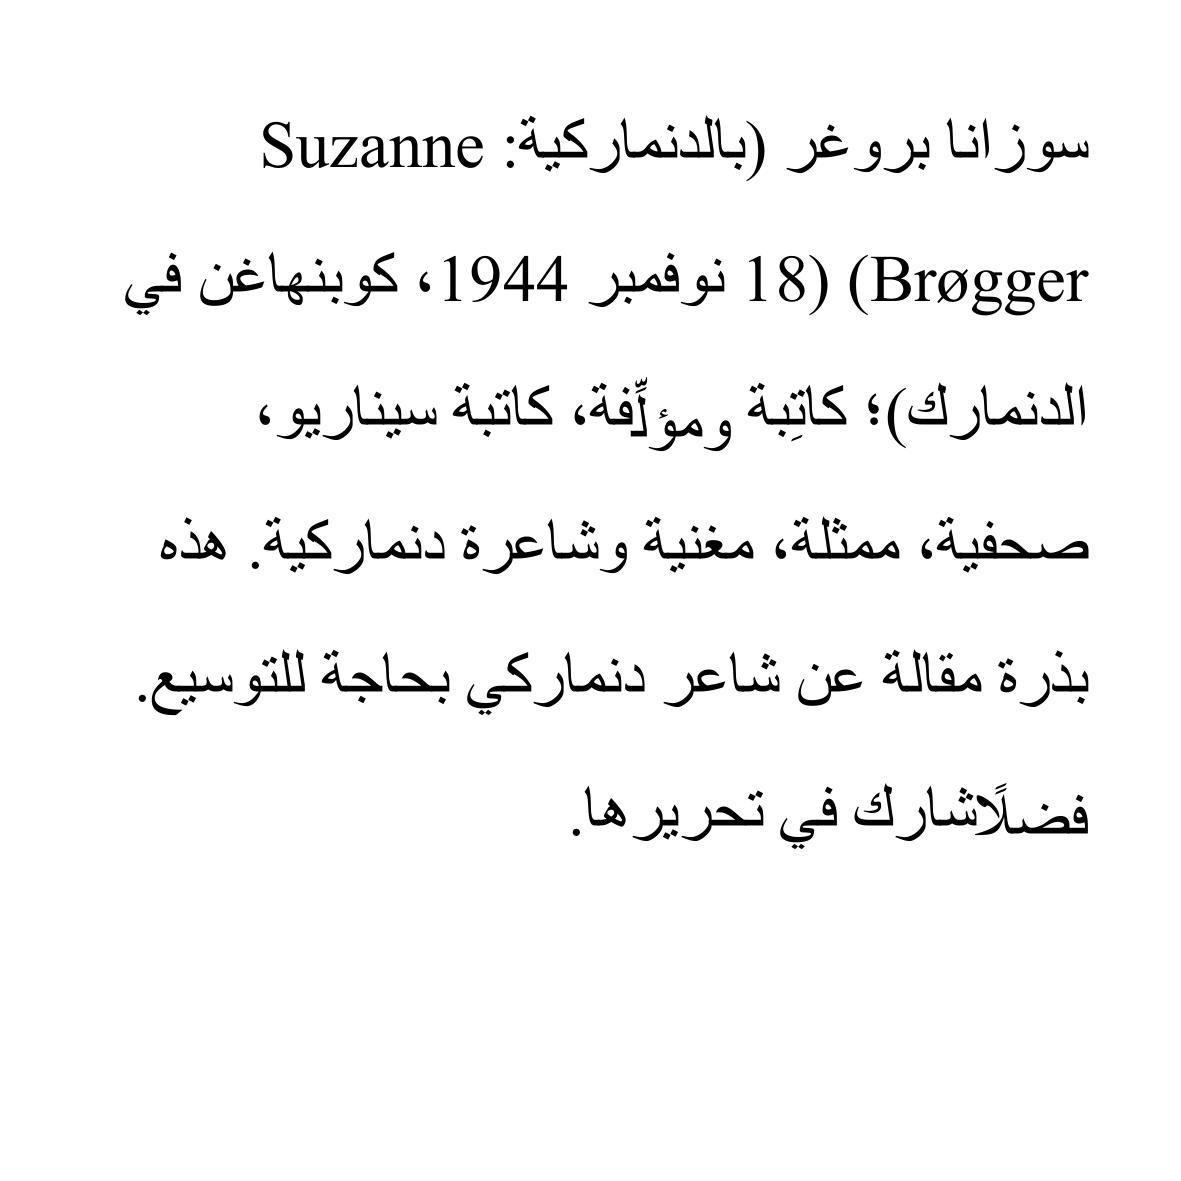 سوزانا بروغر (بالدنماركية: Suzanne
Brøgger) (18 نوفمبر 1944، كوبنهاغن في
الدنمارك)؛ كاتِبة ومؤلِّفة، كاتبة سيناريو،
صحفية، ممثلة، مغنية وشاعرة دنماركية. هذه
بذرة مقالة عن شاعر دنماركي بحاجة للتوسيع.
فضلًاشارك في تحريرها.